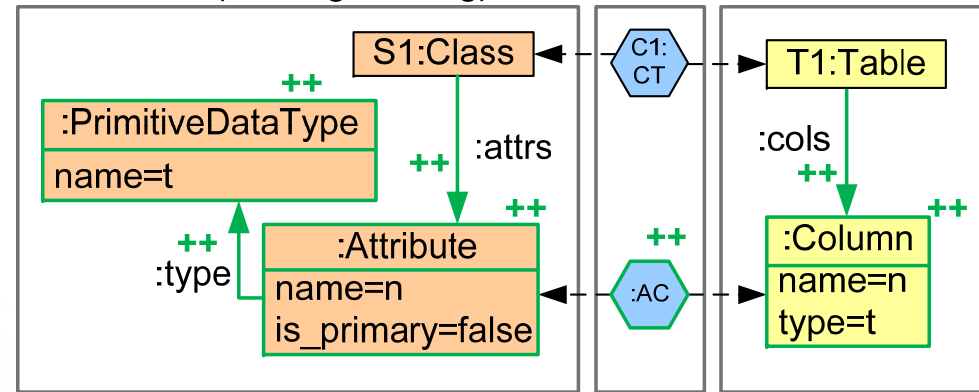 S1:Class
C1:
CT
T1:Table
++
:PrimitiveDataType
name=t
:attrs
++
:cols
++
++
:Attribute
name=n
is_primary=false
++
:type
++
:AC
++
:Column
name=n
type=t